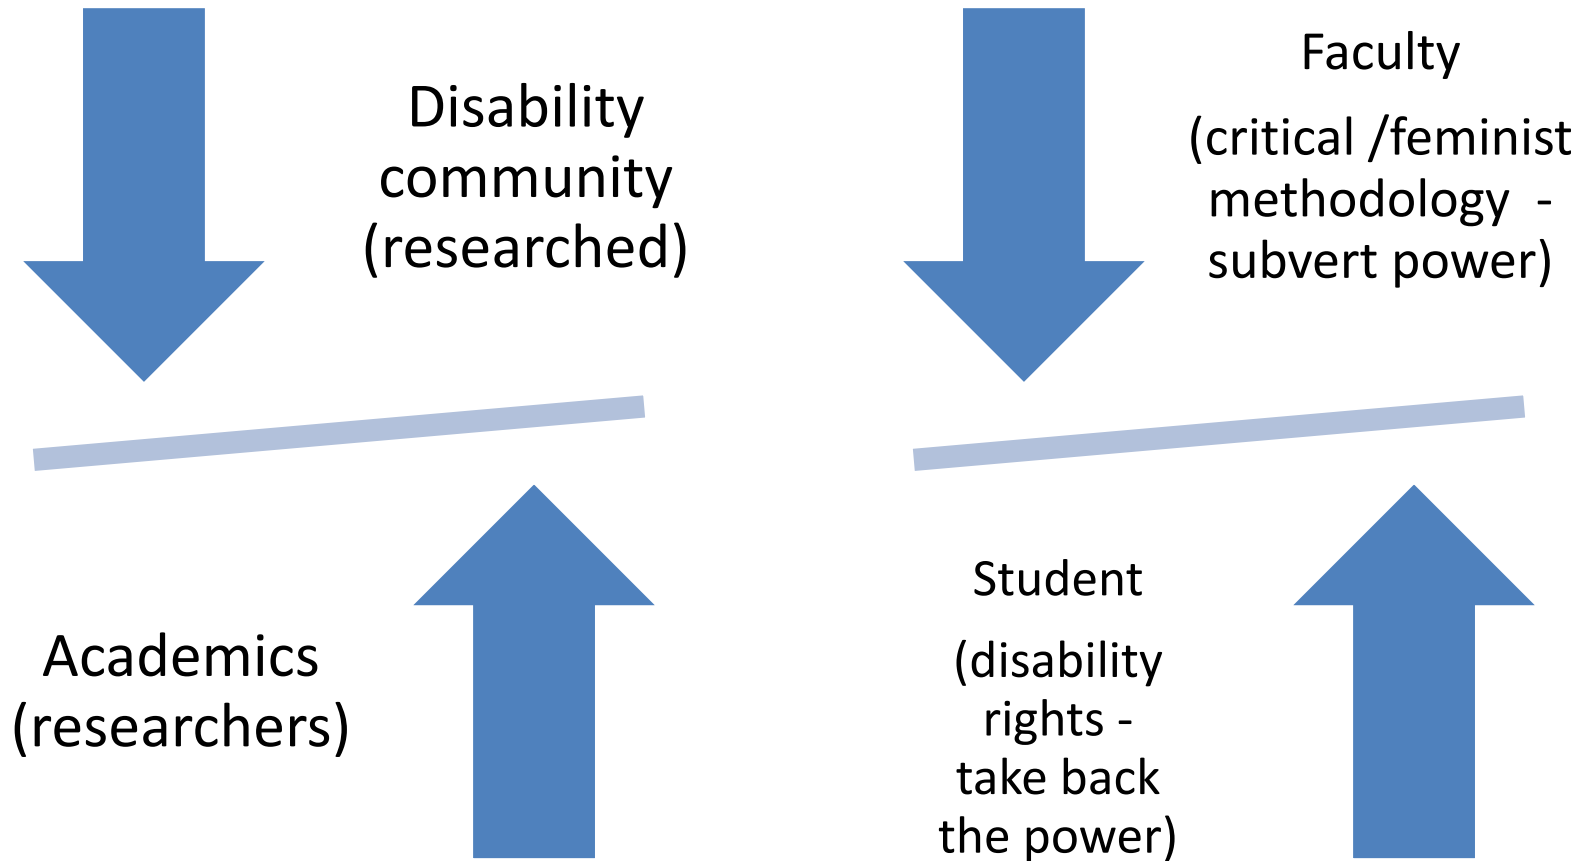 Disability
community
(researched)
Academics
(researchers)
Faculty
(critical /feminist
methodology  -
subvert power)
Student
(disability
rights -
take back
the power)